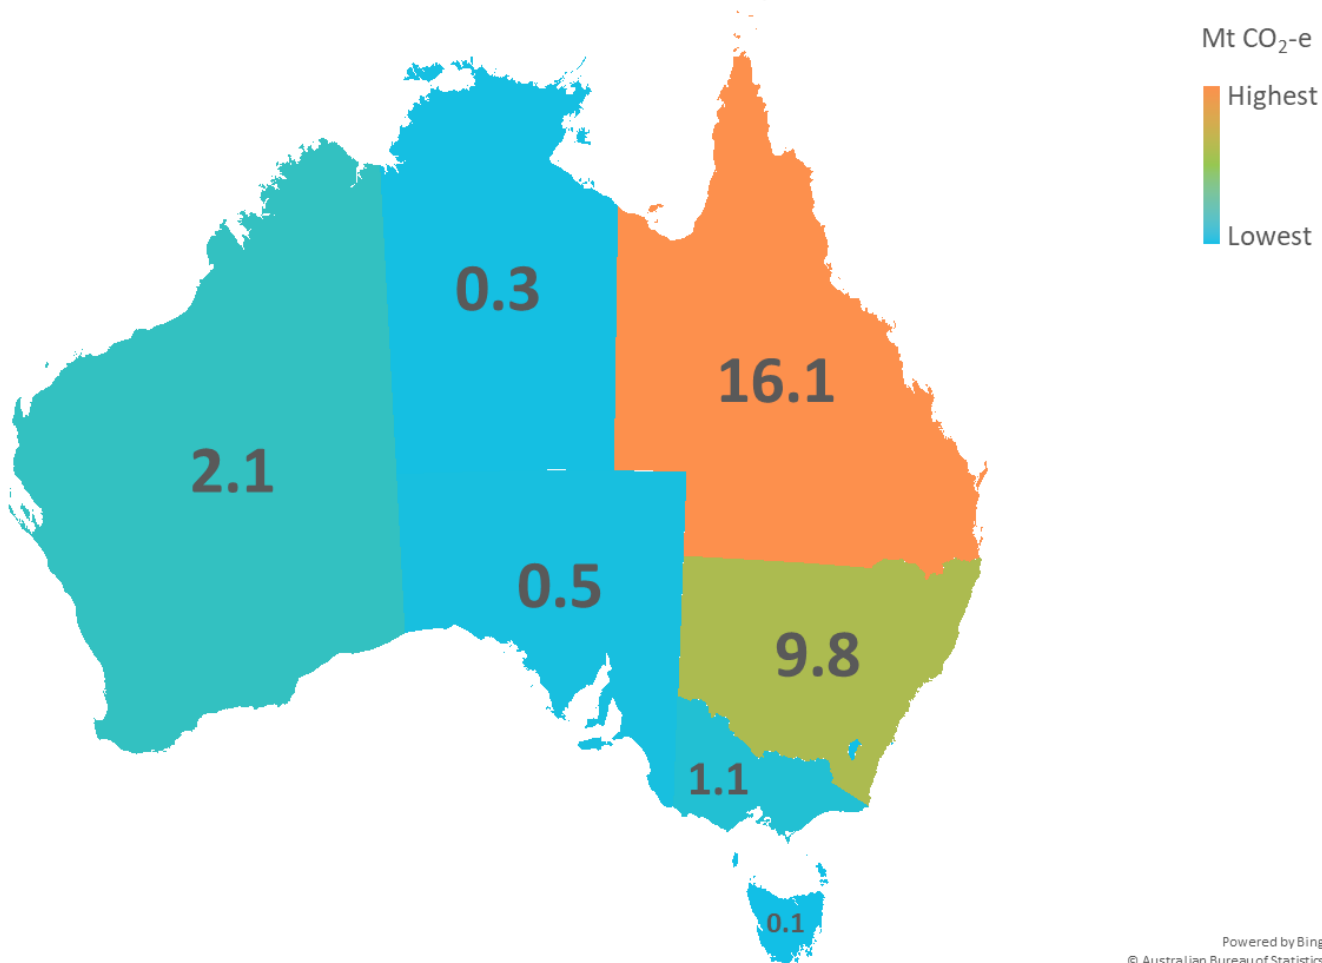 Mt CO₂-e
Highest
Lowest
0.3
16.1
2.1
0.5
9.8
1.1
0.1
Powered by Bing
© Australian Bureau of Statistics